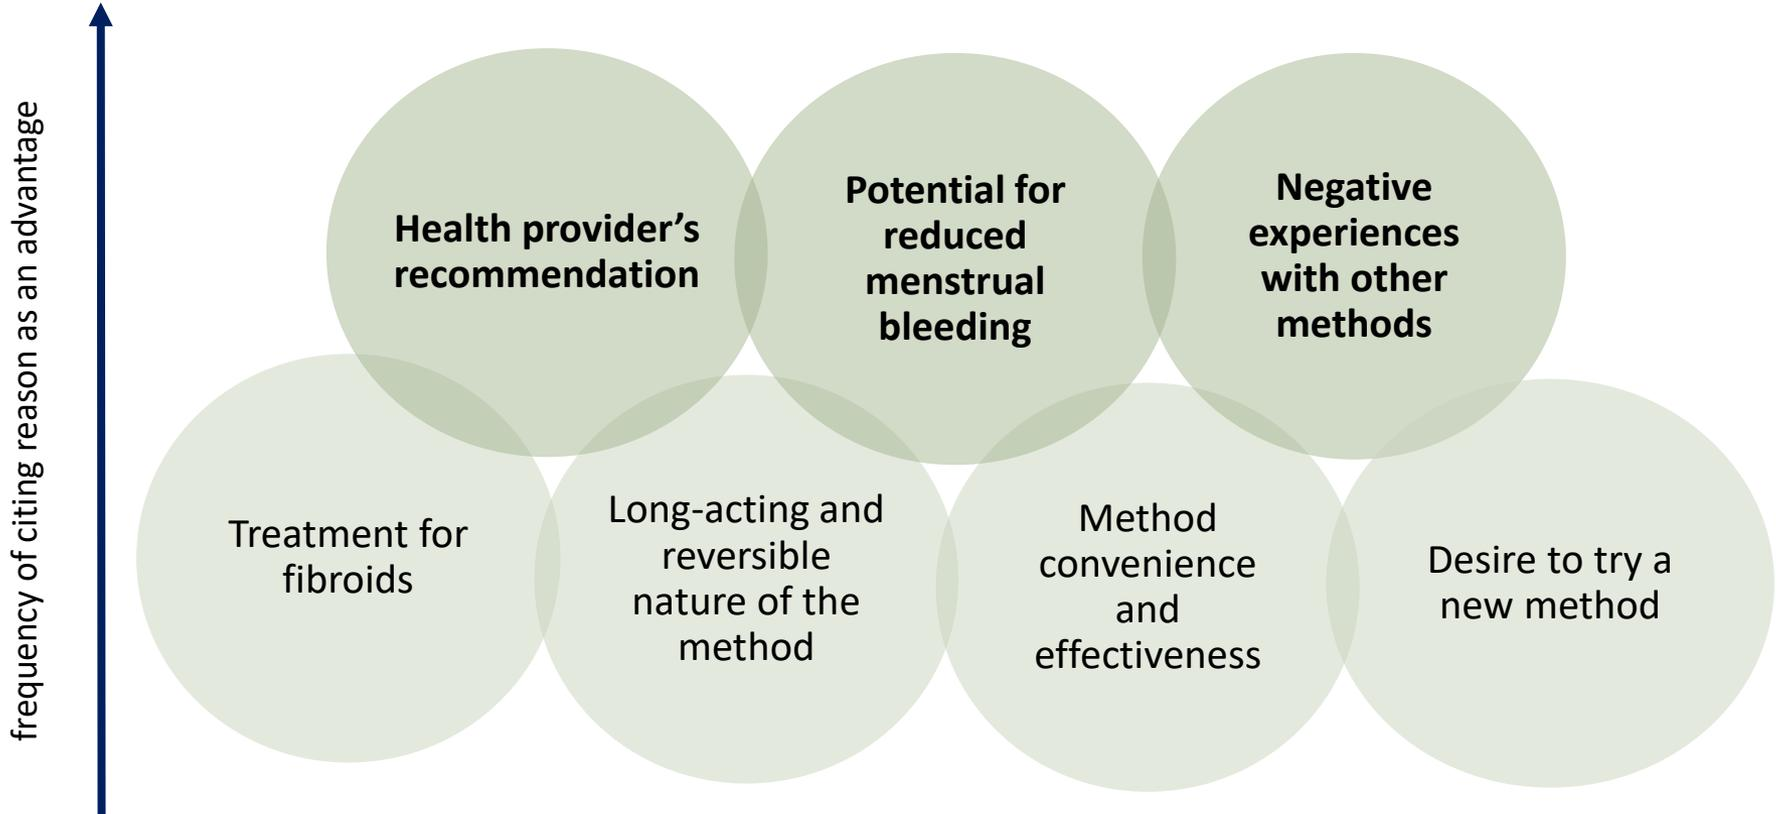 frequency of citing reason as an advantage
Health provider’s
recommendation
Potential for
reduced
menstrual
bleeding
Negative
experiences
with other
methods
Treatment for
fibroids
Long-acting and
reversible
nature of the
method
Method
convenience
and
effectiveness
Desire to try a
new method